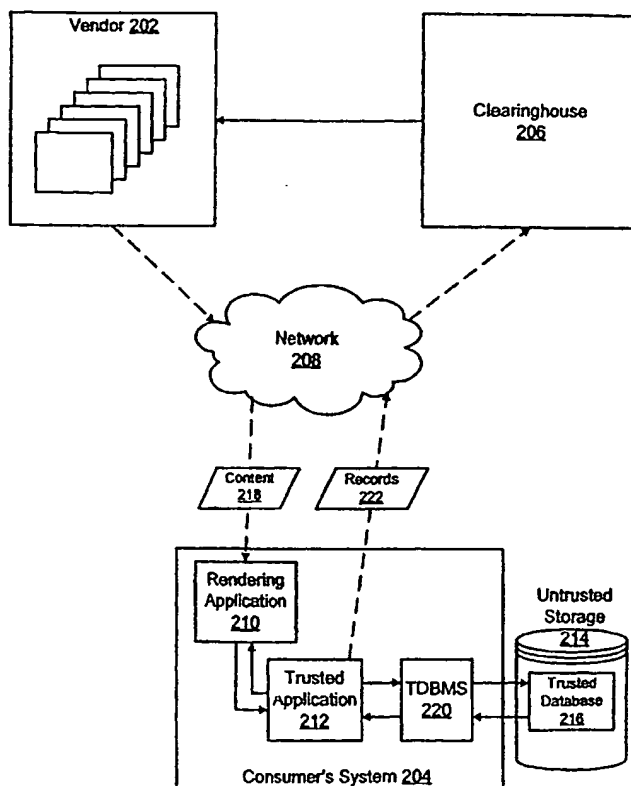 Vendor 202
Clearinghouse
206
Network
208
Content
218
Records
222
Rendering
Application
210
Untrusted
Storage
214
Trusted
Application
212
TDBMS
220
Trusted
Database
216
Consumer's System 204